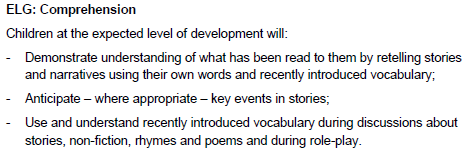 ELG: Comprehension
Children at the expected level of development will:
- Demonstrate understanding of what has been read to them by retelling stories
and narratives using their own words and recently introduced vocabulary;
- Anticipate – where appropriate – key events in stories;
- Use and understand recently introduced vocabulary during discussions about
stories, non-fiction, rhymes and poems and during role-play.